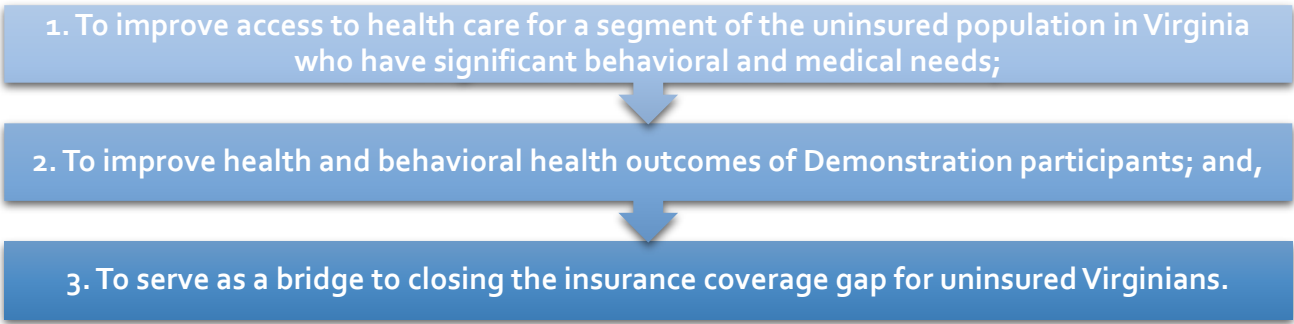 1. To improve access to health care for a segment of the uninsured population in Virginia
who have significant behavioral and medical needs;
2. To improve health and behavioral health outcomes of Demonstration participants; and,
3. To serve as a bridge to closing the insurance coverage gap for uninsured Virginians.